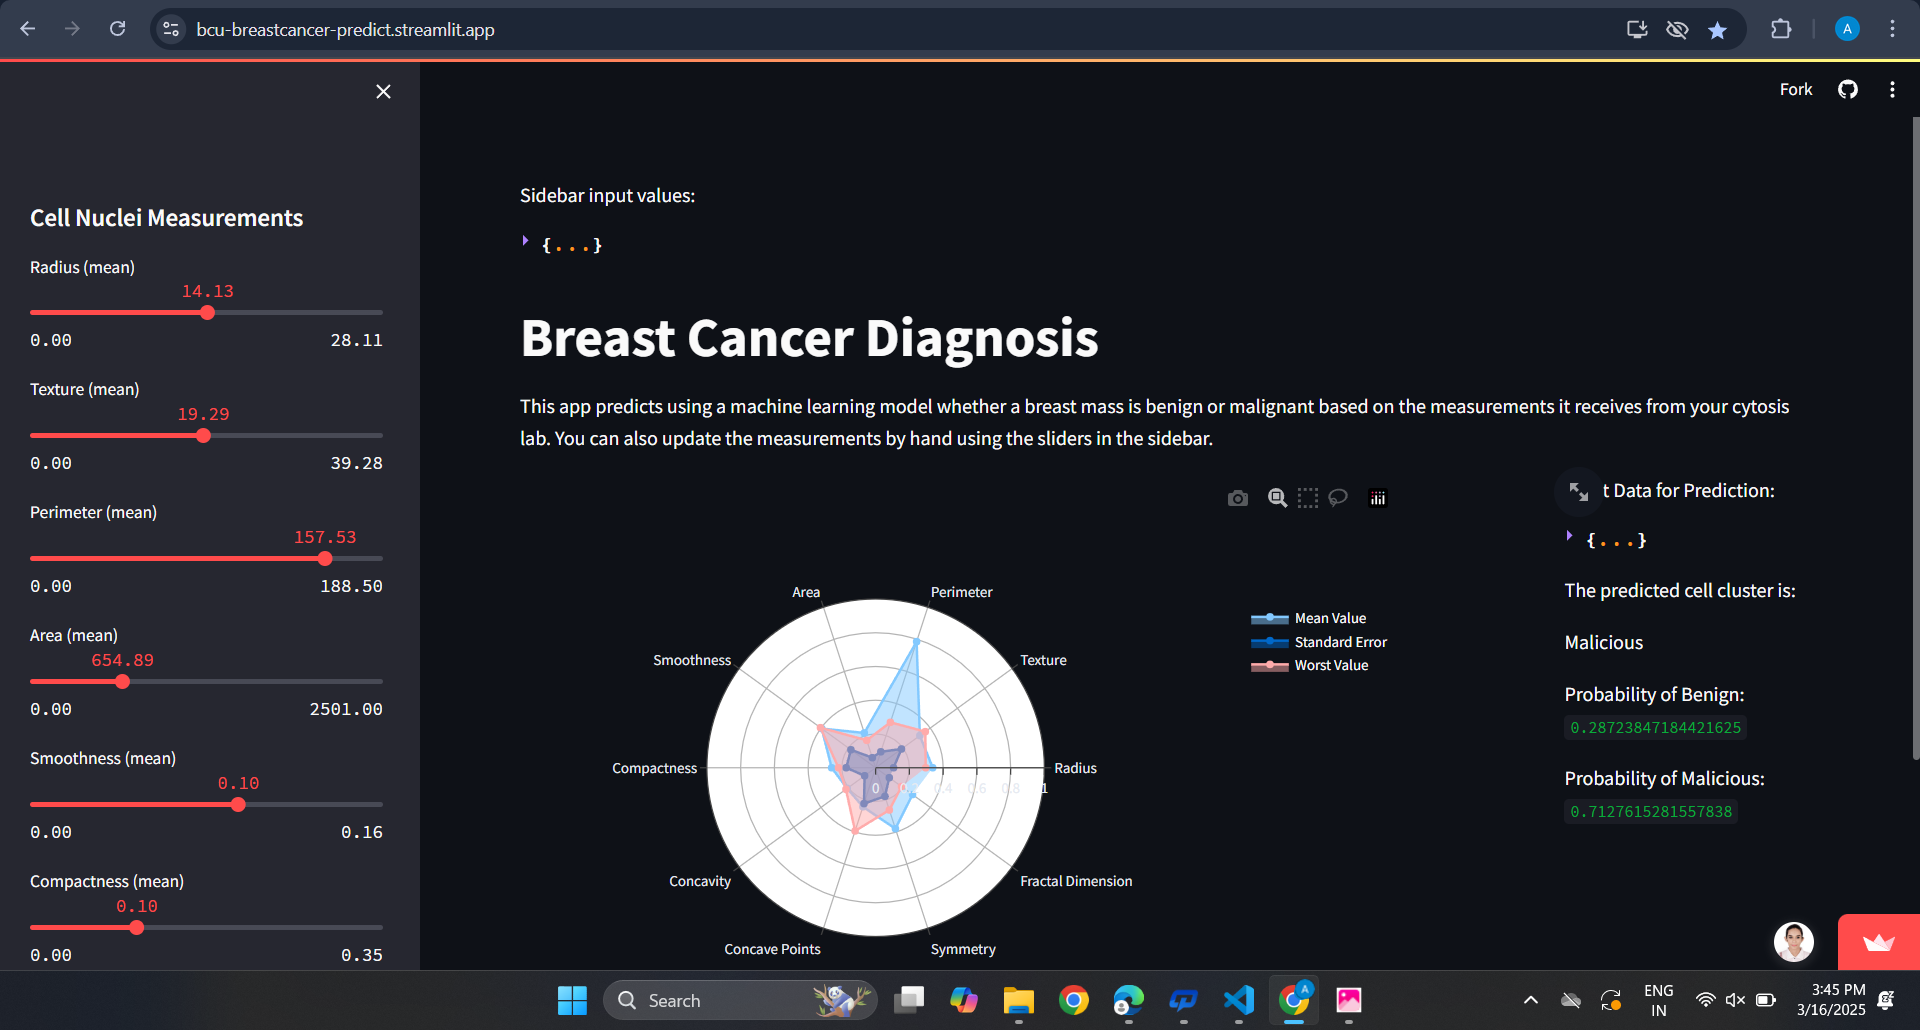 bcu-breastcancer-predict.streamlit.app
A
Fork
Cell Nuclei Measurements
Radius (mean)
14.13
0.00 28.11
Texture (mean)
19.29
0.00 39.28
Perimeter (mean)
157.53
0.00 188.50
Area (mean)
654.89
0.00 2501.00
Smoothness (mean)
0.10
0.00 0.16
Compactness (mean)
0.10
0.00 0.35
Sidebar input values:
{...}
Breast Cancer Diagnosis
This app predicts using a machine learning model whether a breast mass is benign or malignant based on the measurements it receives from your cytosis
lab. You can also update the measurements by hand using the sliders in the sidebar.
Area
Perimeter
Smoothness
Texture
Compactness
Radius
0 0.2 0.4 0.6 0.8 1
Concavity
Fractal Dimension
Concave Points
Symmetry
Mean Value
Standard Error
Worst Value
t Data for Prediction:
{...}
The predicted cell cluster is:
Malicious
Probability of Benign:
0.28723847184421625
Probability of Malicious:
0.7127615281557838
Search
A
ENG
IN
3:45 PM
3/16/2025